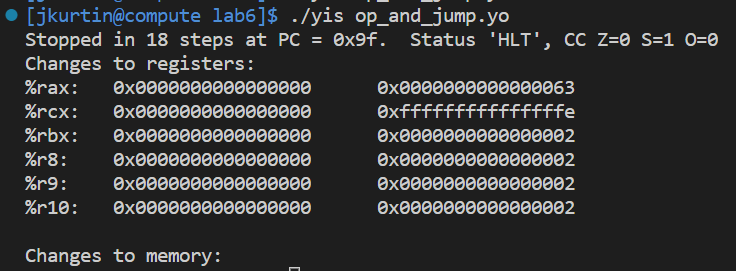 [jkurtin@compute lab6]$ ./yis op_and_jump.yo
Stopped in 18 steps at PC = 0x9f.  Status 'HLT', CC Z=0 S=1 O=0
Changes to registers:
%rax:   0x0000000000000000      0x0000000000000063
%rcx:   0x0000000000000000      0xfffffffffffffffe
%rbx:   0x0000000000000000      0x0000000000000002
%r8:    0x0000000000000000      0x0000000000000002
%r9:    0x0000000000000000      0x0000000000000002
%r10:   0x0000000000000000      0x0000000000000002
Changes to memory: